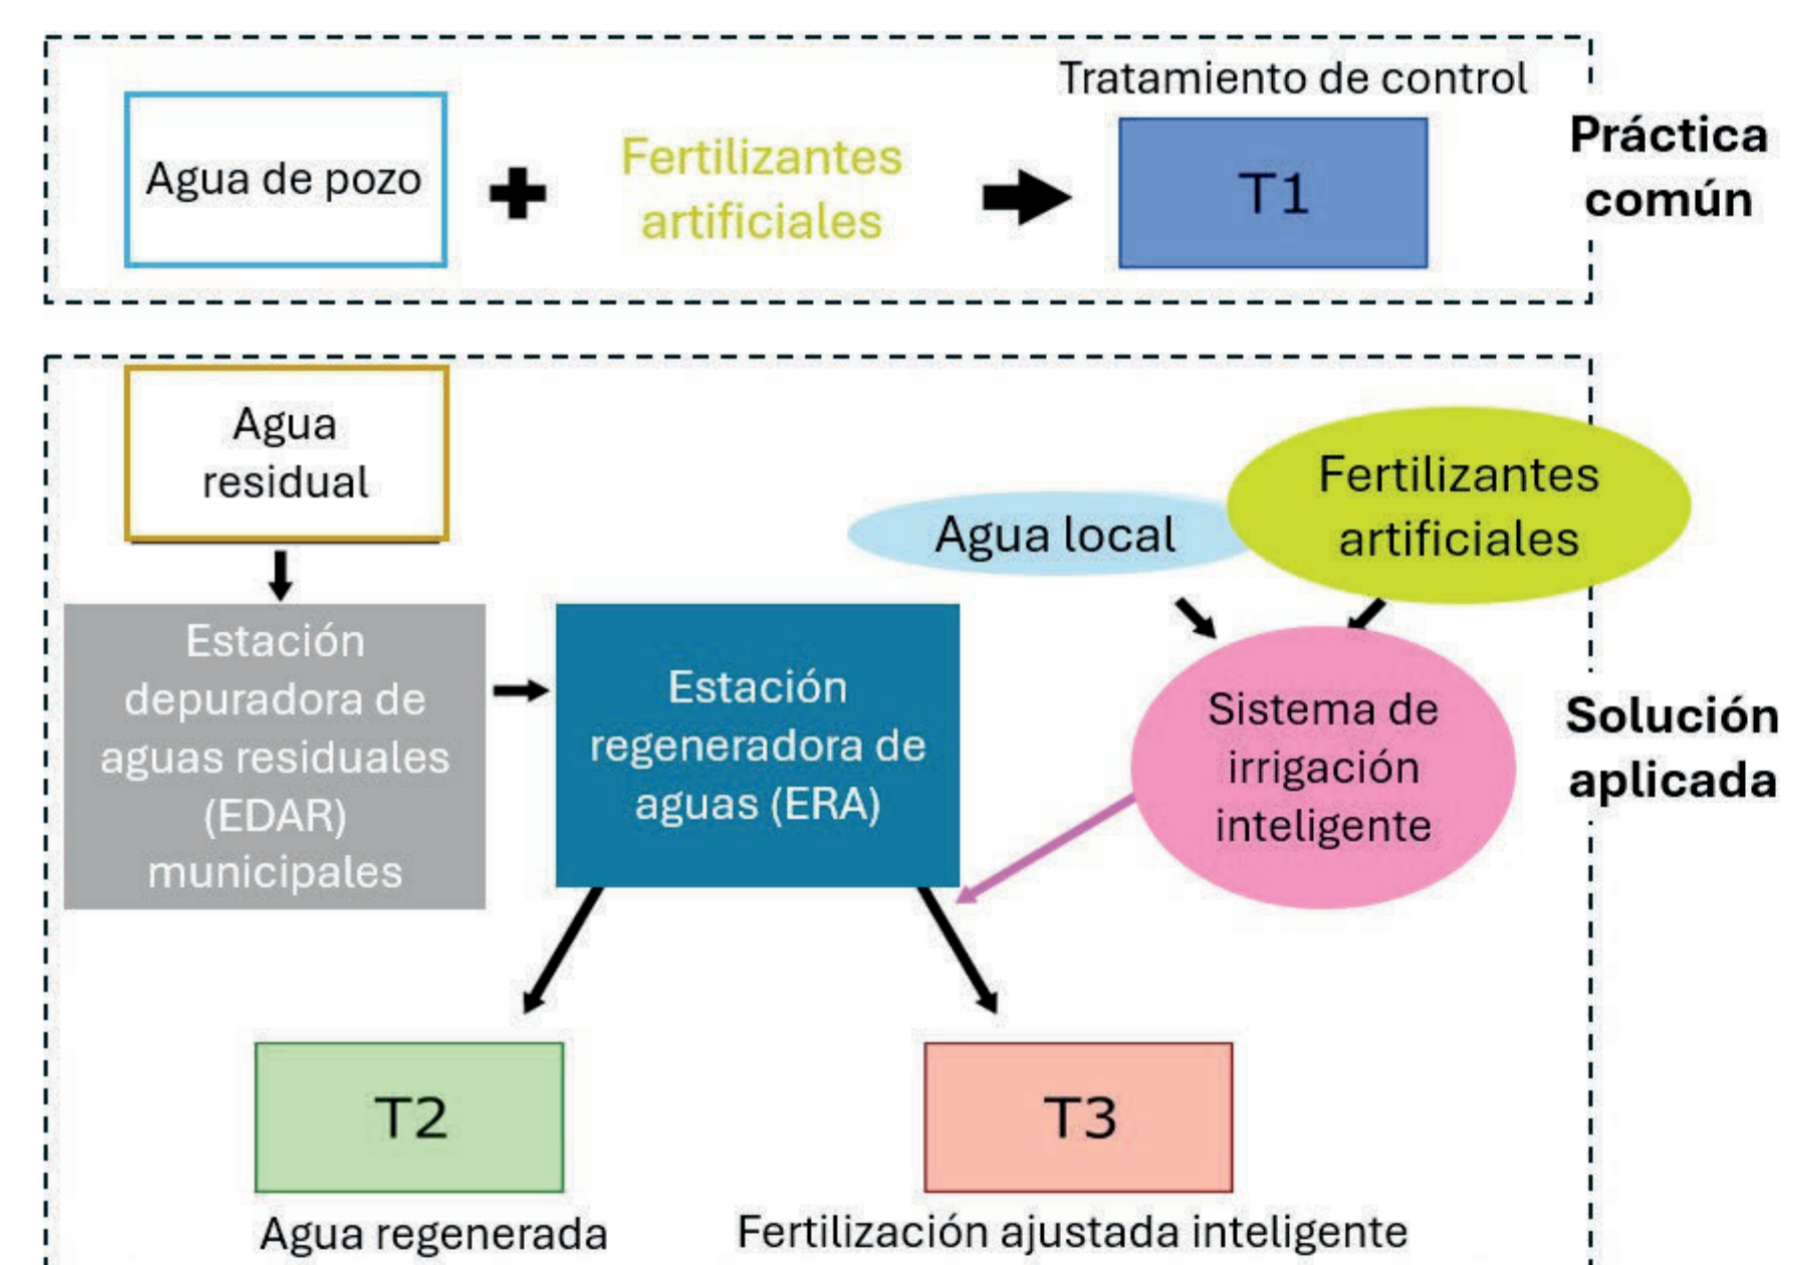 Tratamiento de control
Agua de pozo
Fertilizantes
artificiales
T1
Práctica
común
Agua
residual
Agua local
Fertilizantes
artificiales
Estación
depuradora de
aguas residuales
(EDAR)
municipales
Estación
regeneradora de
aguas (ERA)
Sistema de
irrigación
inteligente
Solución
aplicada
T2
T3
Agua regenerada
Fertilización ajustada inteligente